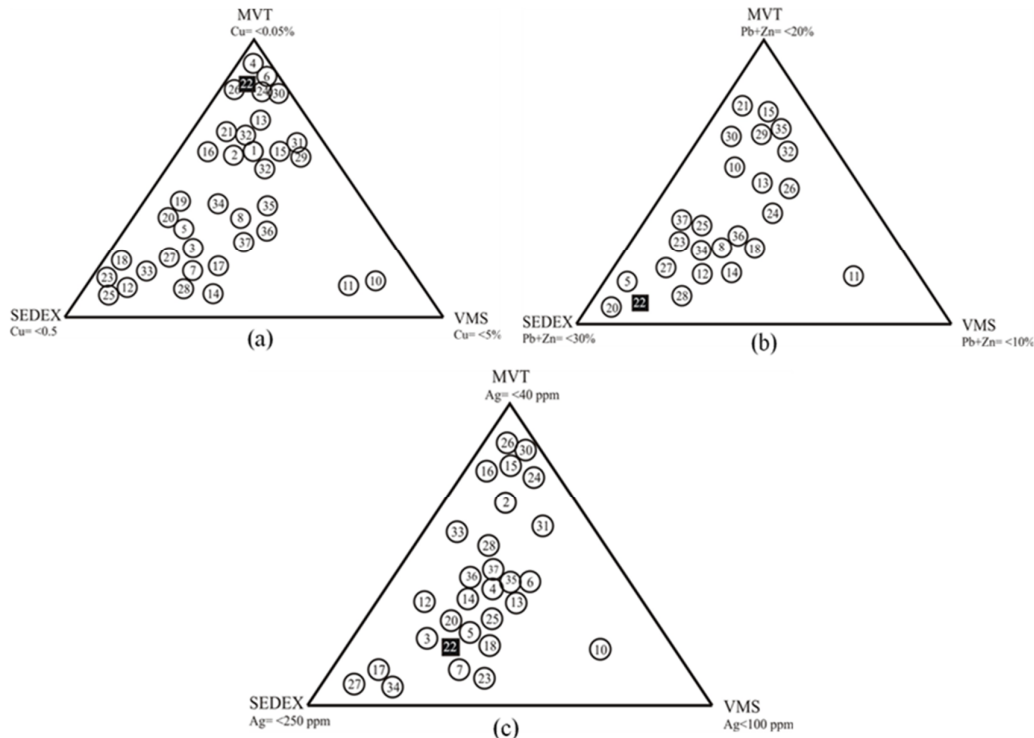 MVT
Cu= <0.05%
4
6
22
26 24 30
13
21 32
31
16 2 1 15 29
32
19 34 35
20 8
5 36
3 37
18 27 17
23 33 7
12 28 14 11 10
25
SEDEX VMS
Cu= <0.5 Cu= <5%
(a)
MVT
Pb+Zn= <20%
21 15
30 29 35
32
10
13 26
24
37 25
23 34 8 36 18
27 12 14 11
5
20 22 28
SEDEX VMS
Pb+Zn= <30% Pb+Zn= <10%
(b)
MVT
Ag= <40 ppm
26 30
16 15 24
2
33 31
28
36 37 35 6
4
12 14 13
20 25
3 5
22 18 10
17 7 23
27 34
SEDEX VMS
Ag= <250 ppm Ag<100 ppm
(c)